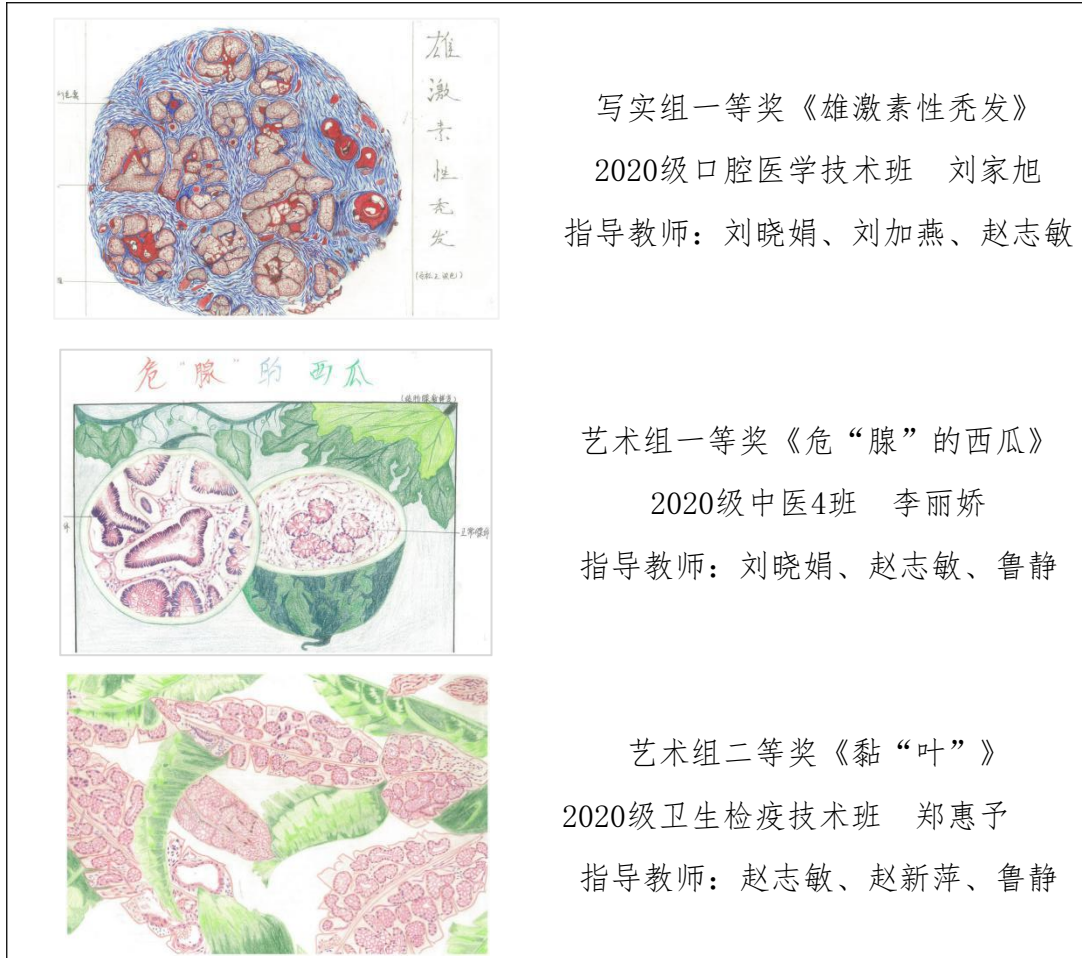 雄激素性秃发
写实组一等奖《雄激素性秃发》
2020级口腔医学技术班 刘家旭
指导教师：刘晓娟、刘加燕、赵志敏
危“腺”的西瓜
艺术组一等奖《危“腺”的西瓜》
2020级中医4班 李丽娇
指导教师：刘晓娟、赵志敏、鲁静
艺术组二等奖《黏“叶”》
2020级卫生检疫技术班 郑惠予
指导教师：赵志敏、赵新萍、鲁静